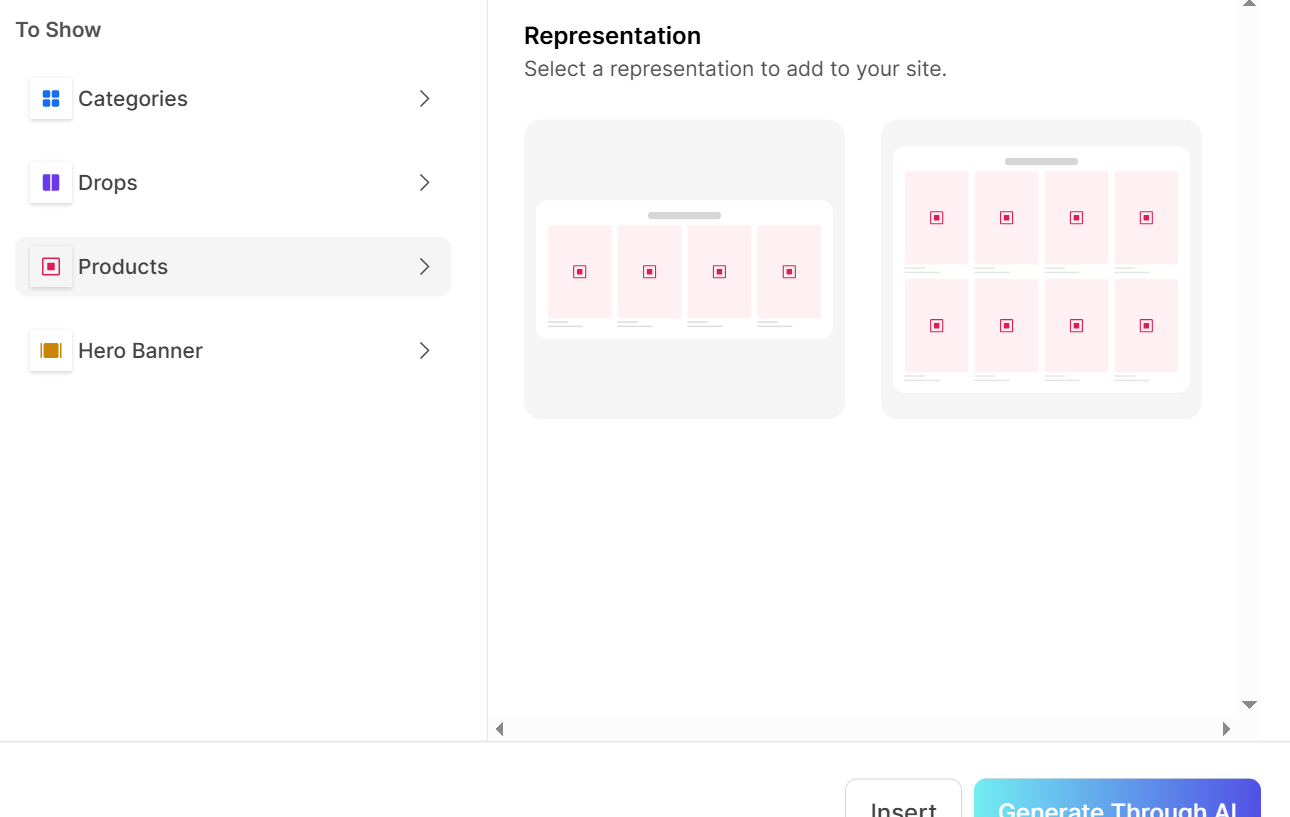 To Show
Categories
Drops
Products
Hero Banner
Representation
Select a representation to add to your site.
Insert
Generate Through AI